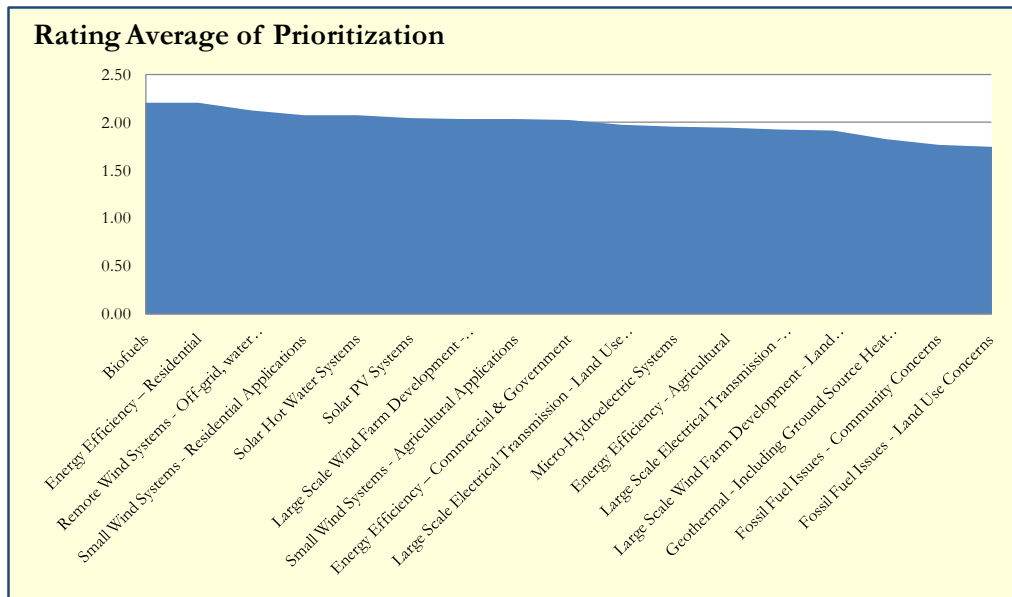 Rating Average of Prioritization
2.50
2.00
1.50
1.00
0.50
0.00
Biofuels
Energy Efficiency – Residential
Remote Wind Systems - Off-grid, water…
Small Wind Systems - Residential Applications
Solar Hot Water Systems
Solar PV Systems
Large Scale Wind Farm Development -…
Small Wind Systems - Agricultural Applications
Energy Efficiency – Commercial & Government
Large Scale Electrical Transmission - Land Use…
Micro-Hydroelectric Systems
Energy Efficiency - Agricultural
Large Scale Electrical Transmission -…
Large Scale Wind Farm Development - Land…
Geothermal - Including Ground Source Heat…
Fossil Fuel Issues - Community Concerns
Fossil Fuel Issues - Land Use Concerns